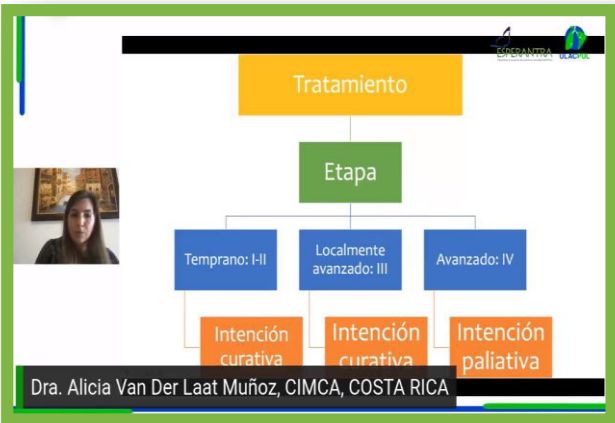 ESPERANTRA
ULACPUL
Tratamiento
Etapa
Temprano: I-II
Localmente
avanzado: III
Avanzado: IV
Intención
curativa
Intención
curativa
Intención
paliativa
Dra. Alicia Van Der Laat Muñoz, CIMCA, COSTA RICA